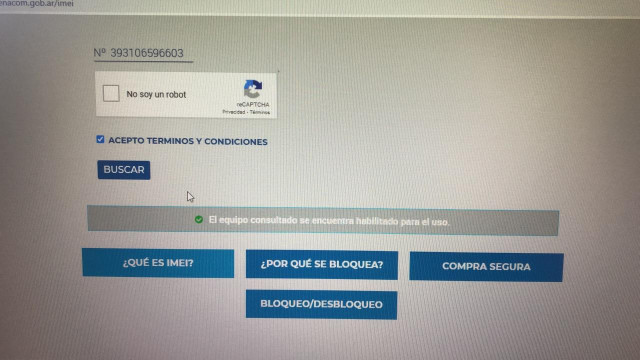 enacom.gob.ar/imei
Nº 393106596603
No soy un robot
reCAPTCHA
Privacidad - Términos
ACEPTO TERMINOS Y CONDICIONES
BUSCAR
El equipo consultado se encuentra habilitado para el uso.
¿QUÉ ES IMEI?
¿POR QUÉ SE BLOQUEA?
COMPRA SEGURA
BLOQUEO/DESBLOQUEO